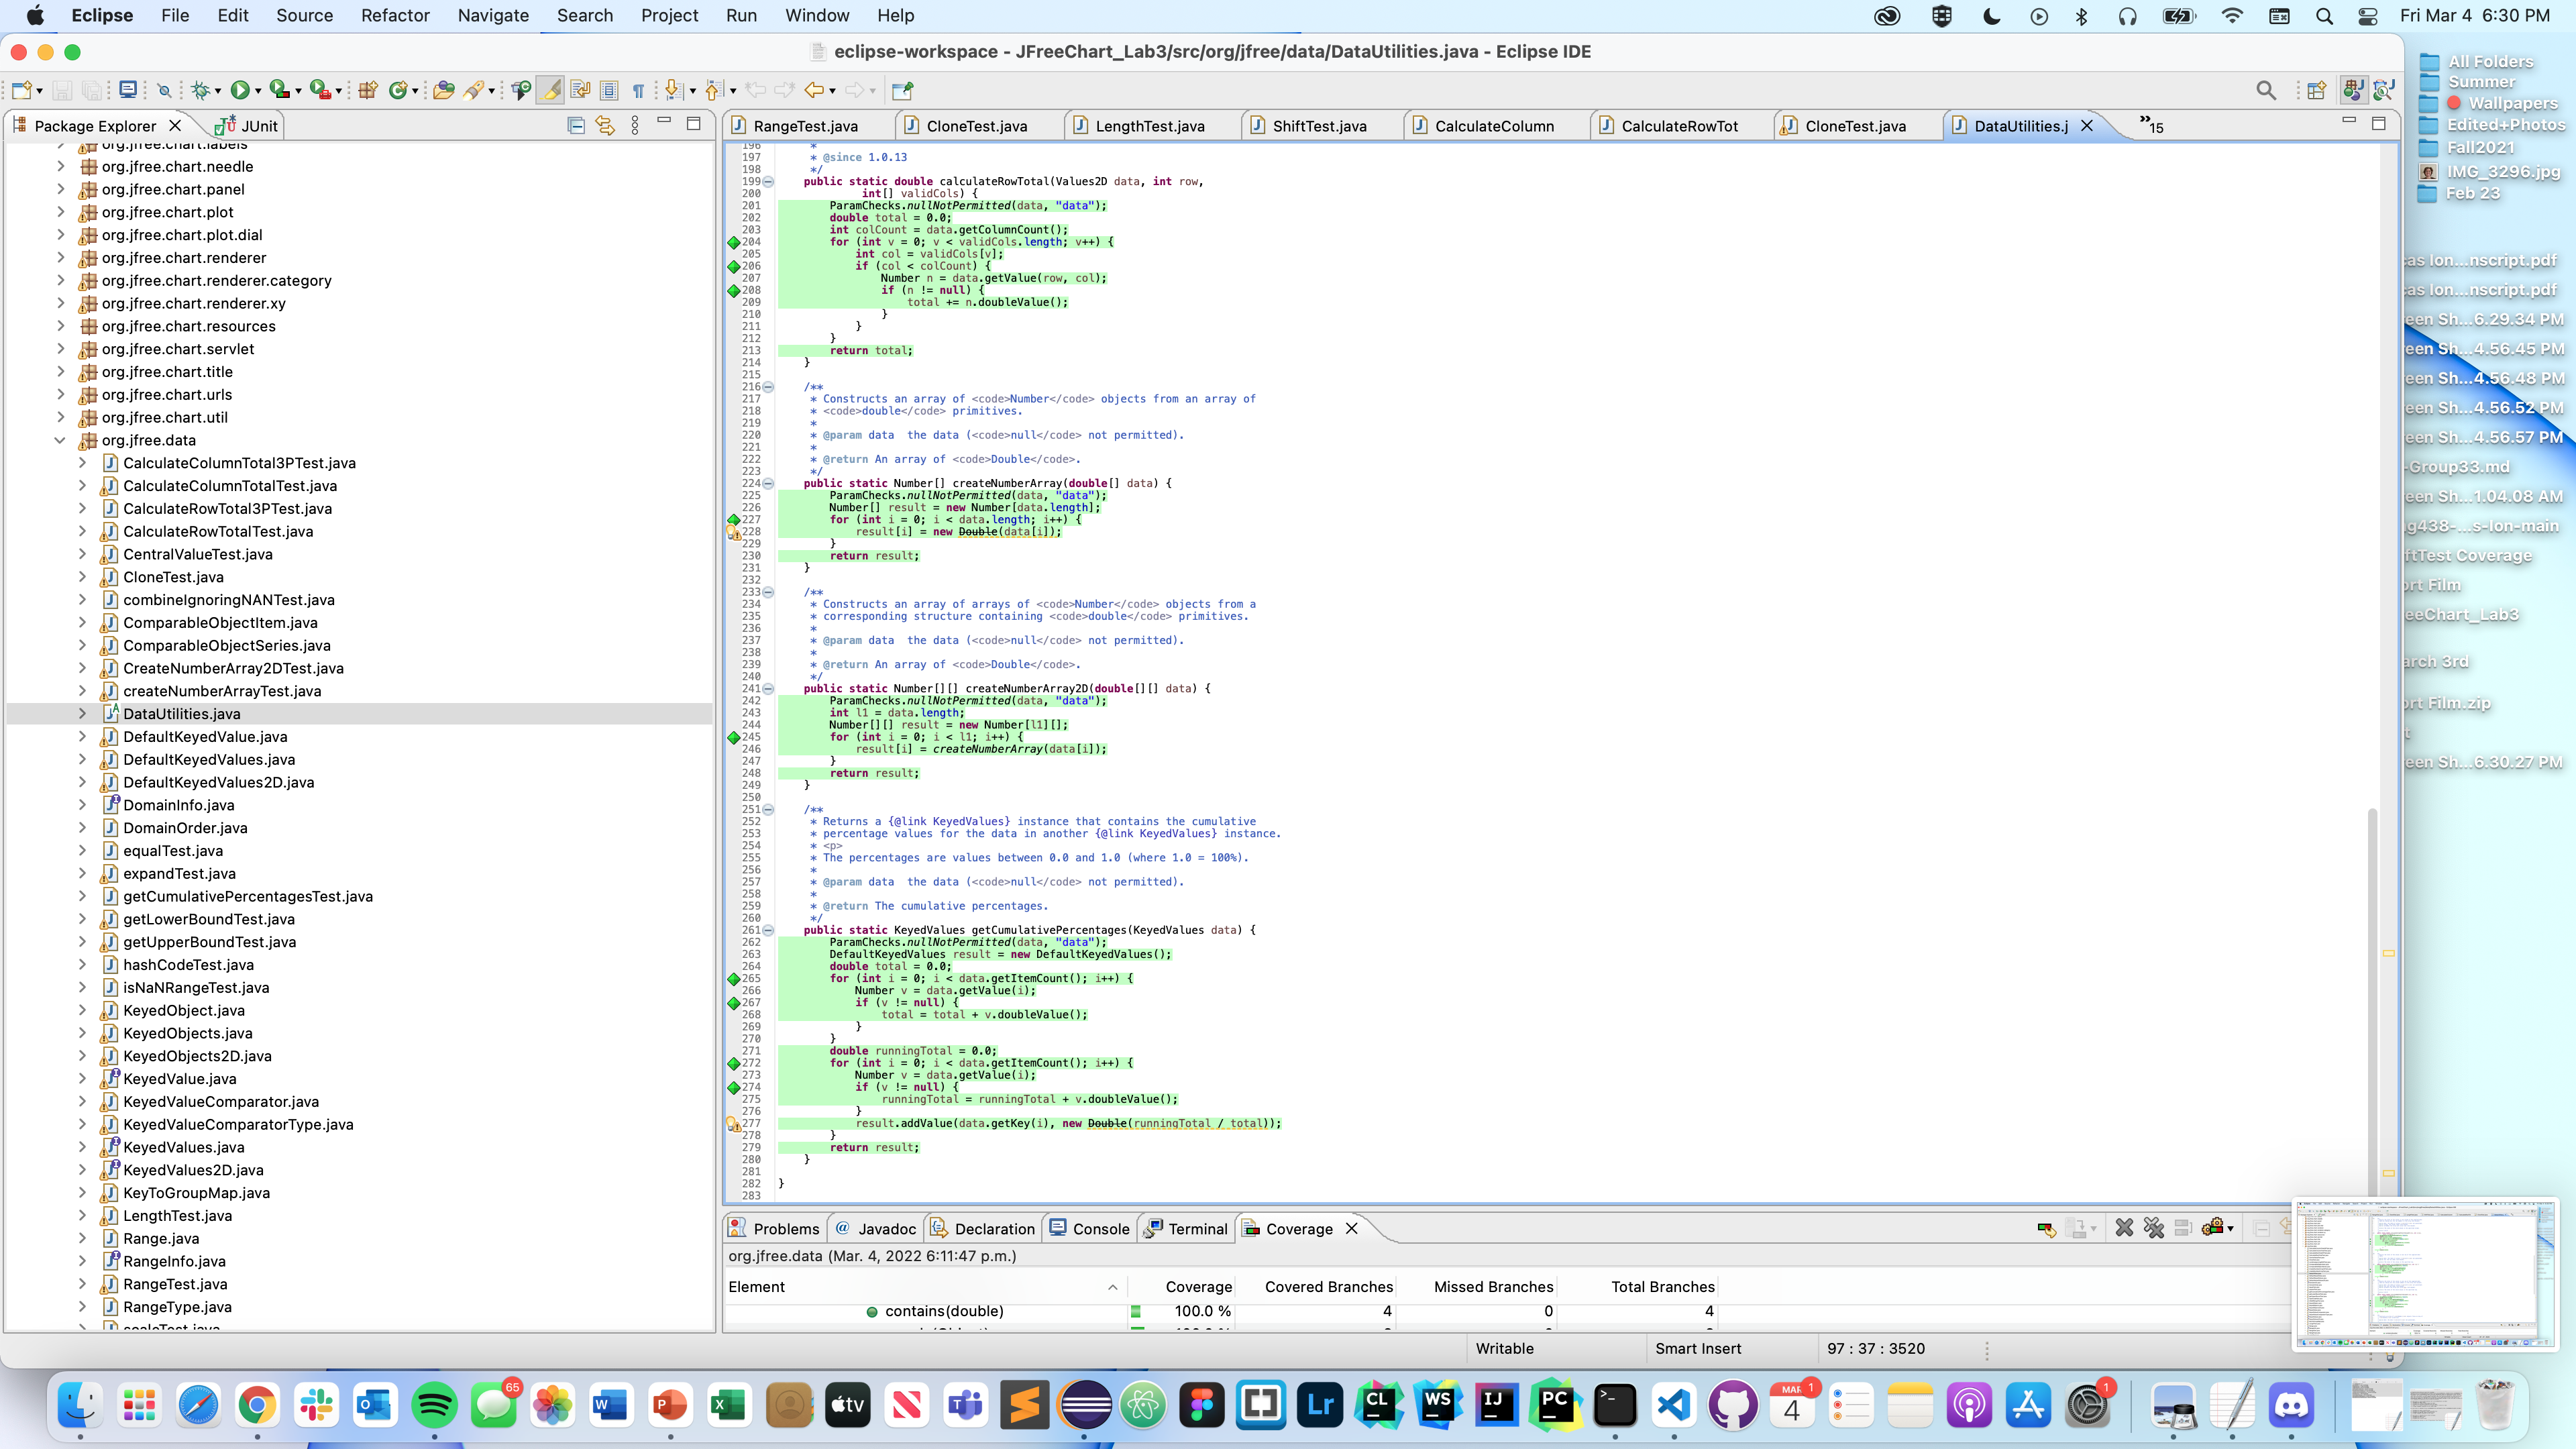 Eclipse File Edit Source Refactor Navigate Search Project Run Window Help
Fri Mar 4 6:30 PM
eclipse-workspace - JFreeChart_Lab3/src/org/jfree/data/DataUtilities.java - Eclipse IDE
Package Explorer JUnit
RangeTest.java CloneTest.java LengthTest.java ShiftTest.java CalculateColumn CalculateRowTot CloneTest.java DataUtilities.j 15
org.jfree.chart.labels
org.jfree.chart.needle
org.jfree.chart.panel
org.jfree.chart.plot
org.jfree.chart.plot.dial
org.jfree.chart.renderer
org.jfree.chart.renderer.category
org.jfree.chart.renderer.xy
org.jfree.chart.resources
org.jfree.chart.servlet
org.jfree.chart.title
org.jfree.chart.urls
org.jfree.chart.util
org.jfree.data
CalculateColumnTotal3PTest.java
CalculateColumnTotalTest.java
CalculateRowTotal3PTest.java
CalculateRowTotalTest.java
CentralValueTest.java
CloneTest.java
combineIgnoringNANTest.java
ComparableObjectItem.java
ComparableObjectSeries.java
CreateNumberArray2DTest.java
createNumberArrayTest.java
DataUtilities.java
DefaultKeyedValue.java
DefaultKeyedValues.java
DefaultKeyedValues2D.java
DomainInfo.java
DomainOrder.java
equalTest.java
expandTest.java
getCumulativePercentagesTest.java
getLowerBoundTest.java
getUpperBoundTest.java
hashCodeTest.java
isNaNRangeTest.java
KeyedObject.java
KeyedObjects.java
KeyedObjects2D.java
KeyedValue.java
KeyedValueComparator.java
KeyedValueComparatorType.java
KeyedValues.java
KeyedValues2D.java
KeyToGroupMap.java
LengthTest.java
Range.java
RangeInfo.java
RangeTest.java
RangeType.java
scaleTest.java
196 *
197 * @since 1.0.13
198 */
199 public static double calculateRowTotal(Values2D data, int row,
200 int[] validCols) {
201 ParamChecks.nullNotPermitted(data, "data");
202 double total = 0.0;
203 int colCount = data.getColumnCount();
204 for (int v = 0; v < validCols.length; v++) {
205 int col = validCols[v];
206 if (col < colCount) {
207 Number n = data.getValue(row, col);
208 if (n != null) {
209 total += n.doubleValue();
210 }
211 }
212 }
213 return total;
214 }
215
216 /**
217 * Constructs an array of <code>Number</code> objects from an array of
218 * <code>double</code> primitives.
219 *
220 * @param data the data (<code>null</code> not permitted).
221 *
222 * @return An array of <code>Double</code>.
223 */
224 public static Number[] createNumberArray(double[] data) {
225 ParamChecks.nullNotPermitted(data, "data");
226 Number[] result = new Number[data.length];
227 for (int i = 0; i < data.length; i++) {
228 result[i] = new Double(data[i]);
229 }
230 return result;
231 }
232
233 /**
234 * Constructs an array of arrays of <code>Number</code> objects from a
235 * corresponding structure containing <code>double</code> primitives.
236 *
237 * @param data the data (<code>null</code> not permitted).
238 *
239 * @return An array of <code>Double</code>.
240 */
241 public static Number[][] createNumberArray2D(double[][] data) {
242 ParamChecks.nullNotPermitted(data, "data");
243 int l1 = data.length;
244 Number[][] result = new Number[l1][];
245 for (int i = 0; i < l1; i++) {
246 result[i] = createNumberArray(data[i]);
247 }
248 return result;
249 }
250
251 /**
252 * Returns a {@link KeyedValues} instance that contains the cumulative
253 * percentage values for the data in another {@link KeyedValues} instance.
254 * <p>
255 * The percentages are values between 0.0 and 1.0 (where 1.0 = 100%).
256 *
257 * @param data the data (<code>null</code> not permitted).
258 *
259 * @return The cumulative percentages.
260 */
261 public static KeyedValues getCumulativePercentages(KeyedValues data) {
262 ParamChecks.nullNotPermitted(data, "data");
263 DefaultKeyedValues result = new DefaultKeyedValues();
264 double total = 0.0;
265 for (int i = 0; i < data.getItemCount(); i++) {
266 Number v = data.getValue(i);
267 if (v != null) {
268 total = total + v.doubleValue();
269 }
270 }
271 double runningTotal = 0.0;
272 for (int i = 0; i < data.getItemCount(); i++) {
273 Number v = data.getValue(i);
274 if (v != null) {
275 runningTotal = runningTotal + v.doubleValue();
276 }
277 result.addValue(data.getKey(i), new Double(runningTotal / total));
278 }
279 return result;
280 }
281
282 }
283
Problems Javadoc Declaration Console Terminal Coverage
org.jfree.data (Mar. 4, 2022 6:11:47 p.m.)
Element Coverage Covered Branches Missed Branches Total Branches
contains(double) 100.0 % 4 0 4
Writable Smart Insert 97 : 37 : 3520
All Folders
Summer
Wallpapers
Edited+Photos
Fall2021
IMG_3296.jpg
Feb 23
as lon...nscript.pdf
as lon...nscript.pdf
een Sh...6.29.34 PM
een Sh...4.56.45 PM
een Sh...4.56.48 PM
een Sh...4.56.52 PM
een Sh...4.56.57 PM
-Group33.md
een Sh...1.04.08 AM
g438-...s-lon-main
ftTest Coverage
ort Film
eeChart_Lab3
arch 3rd
ort Film.zip
t
een Sh...6.30.27 PM
65
W P X tv
Lr CL WS IJ PC
MAR 1
4
1